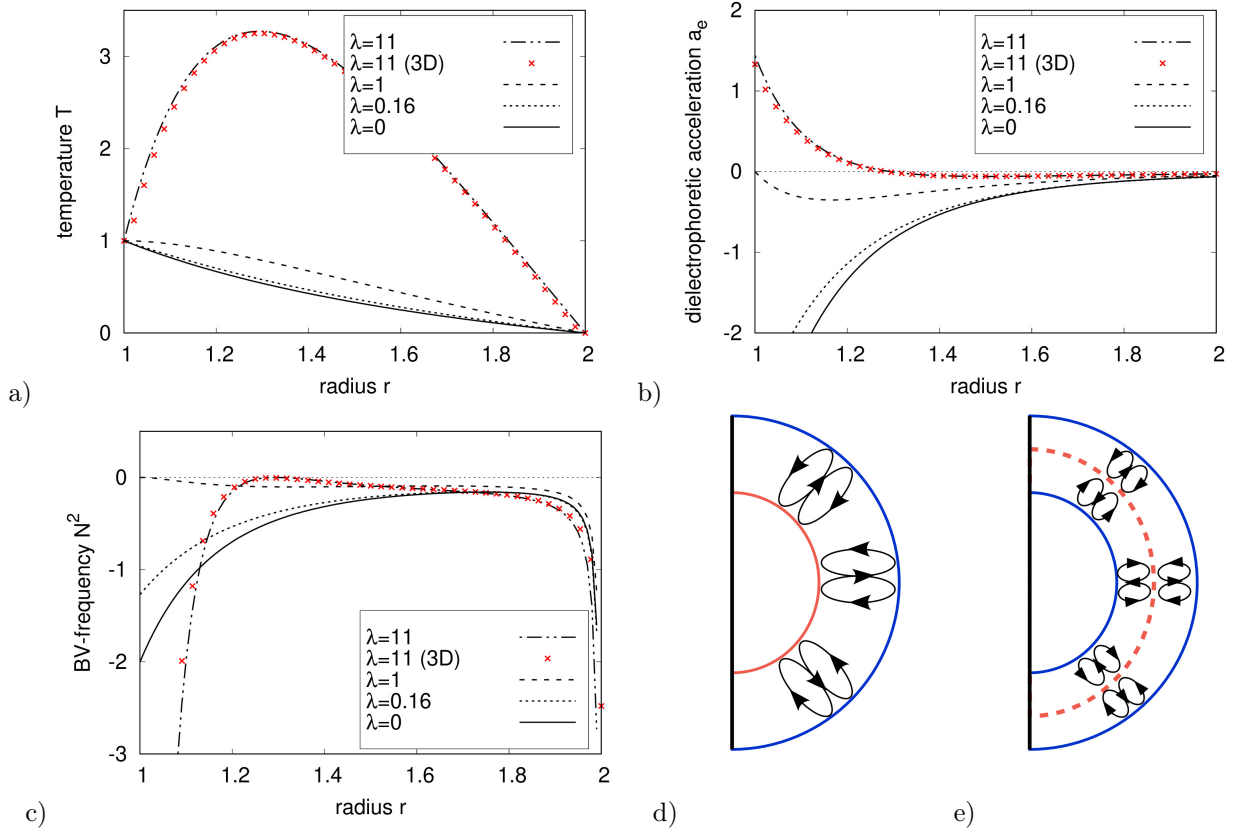 temperature T
3
2
1
0
λ=11
λ=11 (3D)
λ=1
λ=0.16
λ=0
1
1.2
1.4
1.6
1.8
2
radius r
a)
dielectrophoretic acceleration a_e
2
1
0
-1
-2
λ=11
λ=11 (3D)
λ=1
λ=0.16
λ=0
1
1.2
1.4
1.6
1.8
2
radius r
b)
BV-frequency N²
0
-1
-2
-3
λ=11
λ=11 (3D)
λ=1
λ=0.16
λ=0
1
1.2
1.4
1.6
1.8
2
radius r
c)
d)
e)